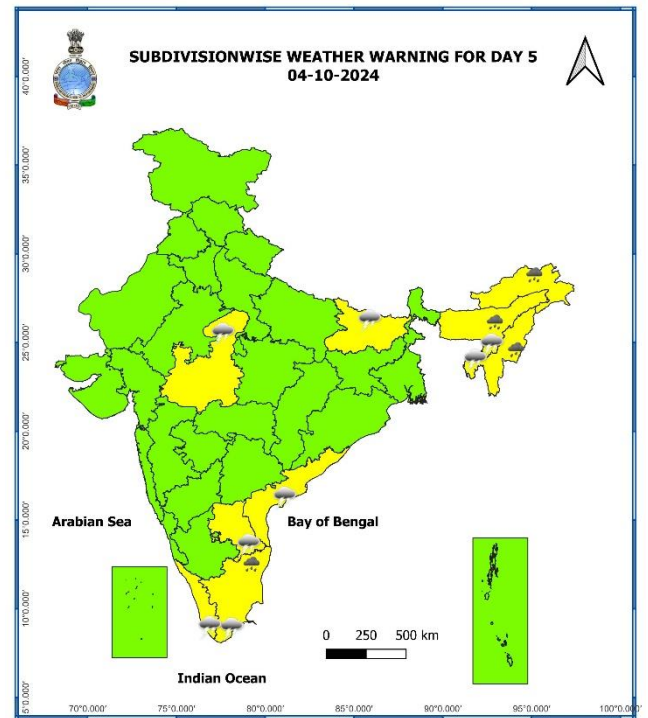 SUBDIVISIONWISE WEATHER WARNING FOR DAY 5
04-10-2024
40°0.000'
35°0.000'
30°0.000'
25°0.000'
20°0.000'
15°0.000'
10°0.000'
5°0.000'
Arabian Sea
Bay of Bengal
0 250 500 km
Indian Ocean
70°0.000' 75°0.000' 80°0.000' 85°0.000' 90°0.000' 95°0.000' 100°0.000'